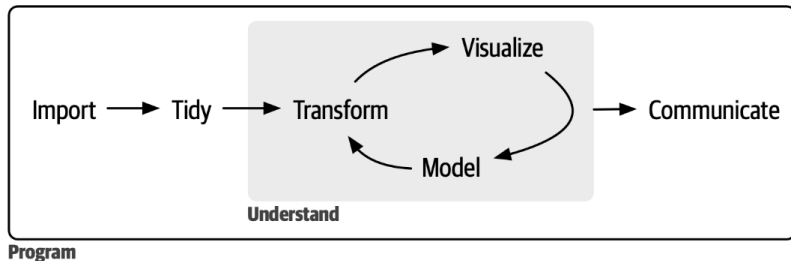 Visualize
Import
Tidy
Transform
Communicate
Model
Understand
Program